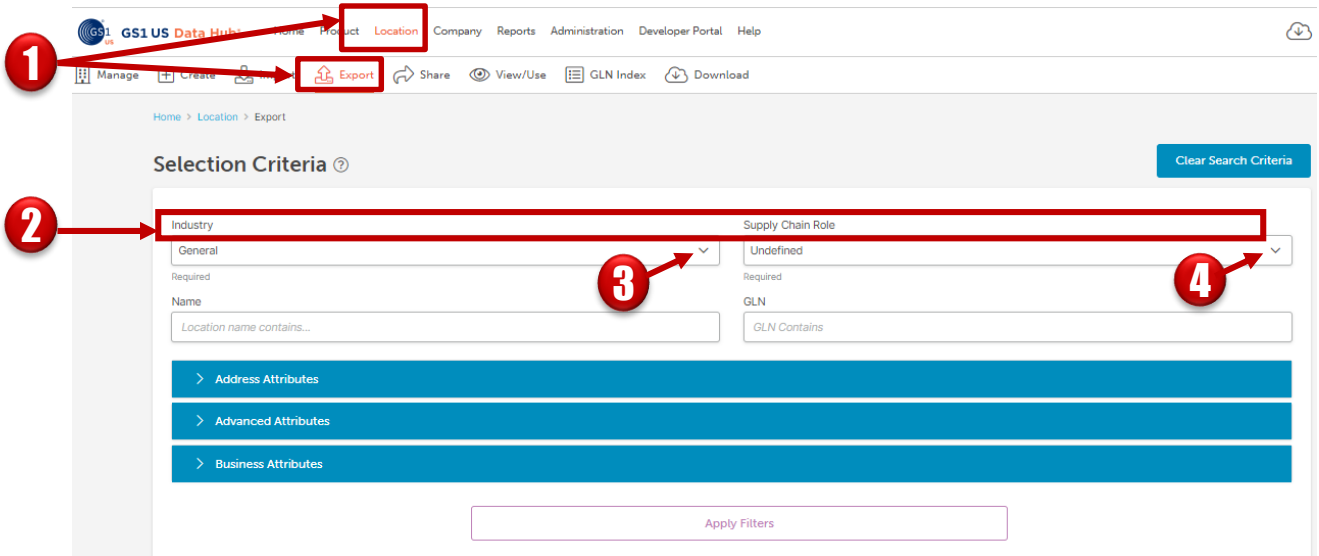 1
GS1 US
GS1 US Data Hub Home Product Location Company Reports Administration Developer Portal Help
Manage Create Export Share View/Use GLN Index Download
Home > Location > Export
Selection Criteria ?
Clear Search Criteria
2
Industry Supply Chain Role
General Undefined
3 4
Required Required
Name GLN
Location name contains... GLN Contains
> Address Attributes
> Advanced Attributes
> Business Attributes
Apply Filters